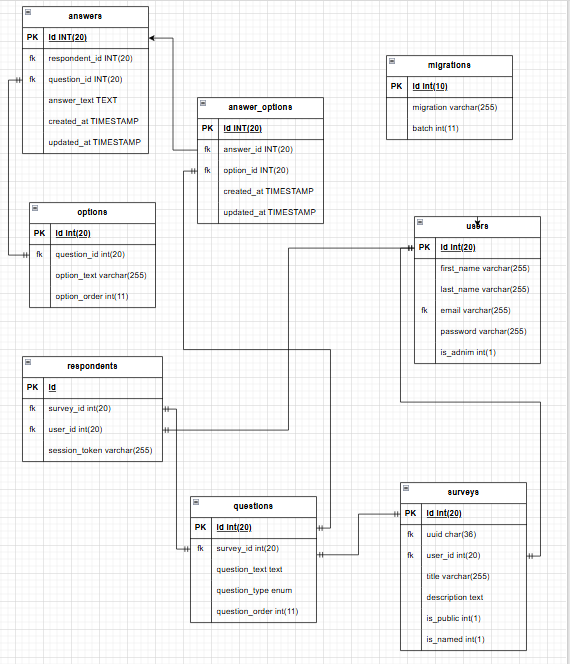 answers
PK Id INT(20)
fk respondent_id INT(20)
fk question_id INT(20)
answer_text TEXT
created_at TIMESTAMP
updated_at TIMESTAMP
migrations
PK Id int(10)
migration varchar(255)
batch int(11)
answer_options
PK Id INT(20)
fk answer_id INT(20)
fk option_id INT(20)
created_at TIMESTAMP
updated_at TIMESTAMP
options
PK Id Int(20)
fk question_id int(20)
option_text varchar(255)
option_order int(11)
users
PK Id Int(20)
first_name varchar(255)
last_name varchar(255)
fk email varchar(255)
password varchar(255)
is_adnim int(1)
respondents
PK Id
fk survey_id int(20)
fk user_id int(20)
session_token varchar(255)
questions
PK Id Int(20)
fk survey_id int(20)
question_text text
question_type enum
question_order int(11)
surveys
PK Id Int(20)
fk uuid char(36)
fk user_id int(20)
title varchar(255)
description text
is_public int(1)
is_named int(1)